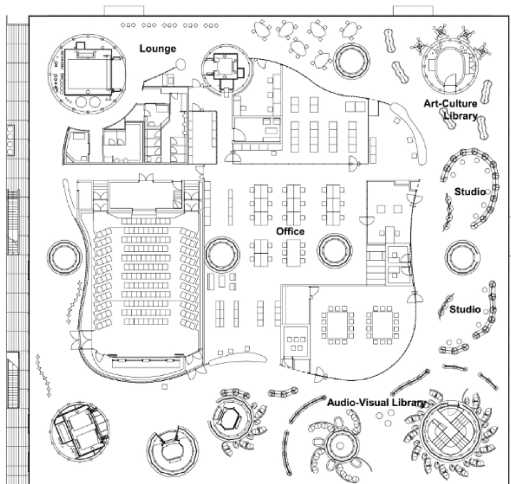 Lounge
Art-Culture
Library
Studio
Office
Studio
Audio-Visual Library